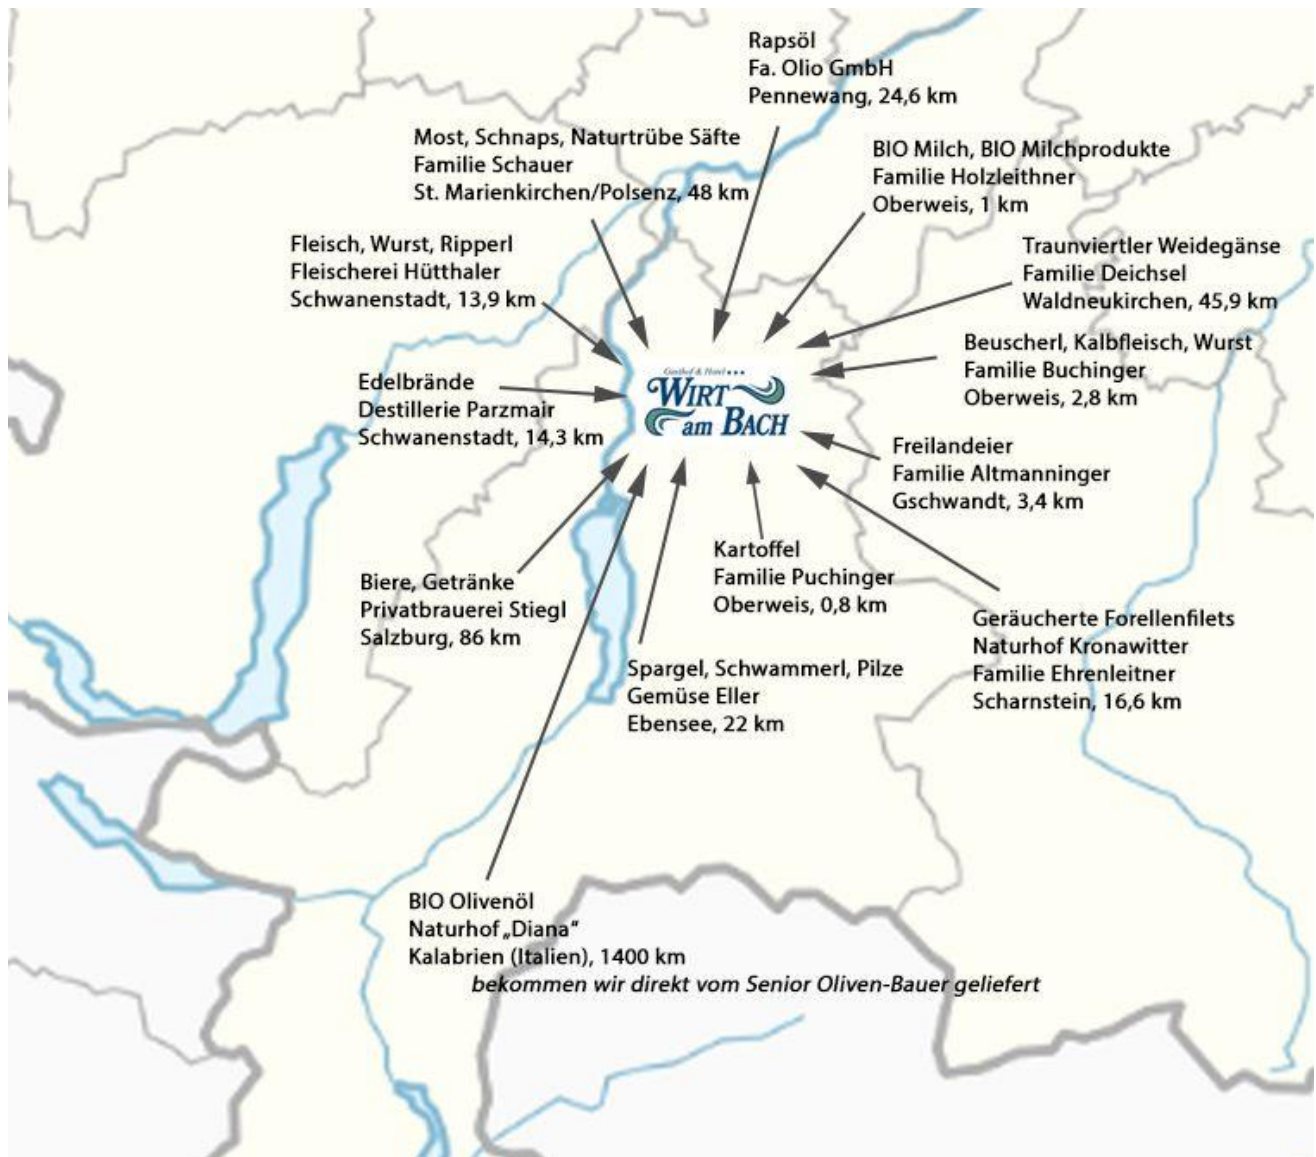 Rapsöl
Fa. Olio GmbH
Pennewang, 24,6 km
Most, Schnaps, Naturtrübe Säfte
Familie Schauer
St. Marienkirchen/Polsenz, 48 km
BIO Milch, BIO Milchprodukte
Familie Holzleithner
Oberweis, 1 km
Fleisch, Wurst, Ripperl
Fleischerei Hütthaler
Schwanenstadt, 13,9 km
Traunviertler Weidegänse
Familie Deichsel
Waldneukirchen, 45,9 km
Beuscherl, Kalbfleisch, Wurst
Familie Buchinger
Oberweis, 2,8 km
Gasthof & Hotel
WIRT
am BACH
Edelbrände
Destillerie Parzmair
Schwanenstadt, 14,3 km
Freilandeier
Familie Altmanninger
Gschwandt, 3,4 km
Kartoffel
Familie Puchinger
Oberweis, 0,8 km
Biere, Getränke
Privatbrauerei Stiegl
Salzburg, 86 km
Geräucherte Forellenfilets
Naturhof Kronawitter
Familie Ehrenleitner
Scharnstein, 16,6 km
Spargel, Schwammerl, Pilze
Gemüse Eller
Ebensee, 22 km
BIO Olivenöl
Naturhof „Diana“
Kalabrien (Italien), 1400 km
bekommen wir direkt vom Senior Oliven-Bauer geliefert